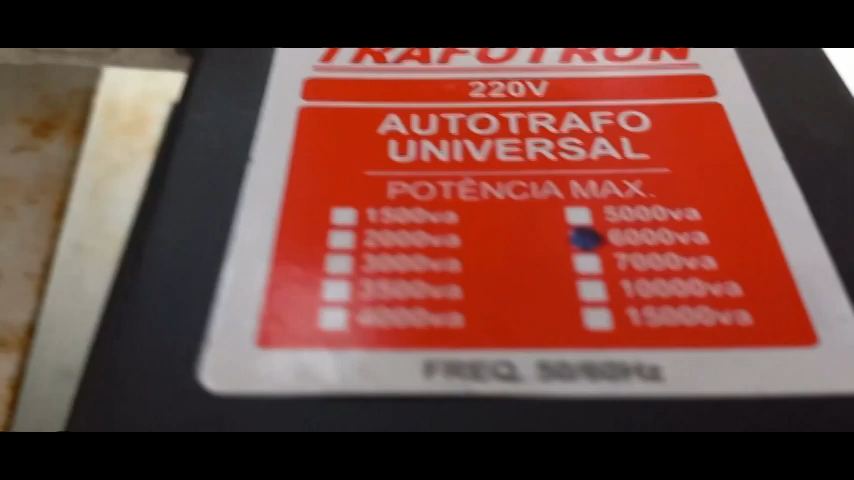 TRAFOTRON
220V
AUTOTRAFO
UNIVERSAL
POTÊNCIA MAX.
1500va 5000va
2000va 6000va
3000va 7000va
3500va 10000va
4000va 15000va
FREQ. 50/60Hz